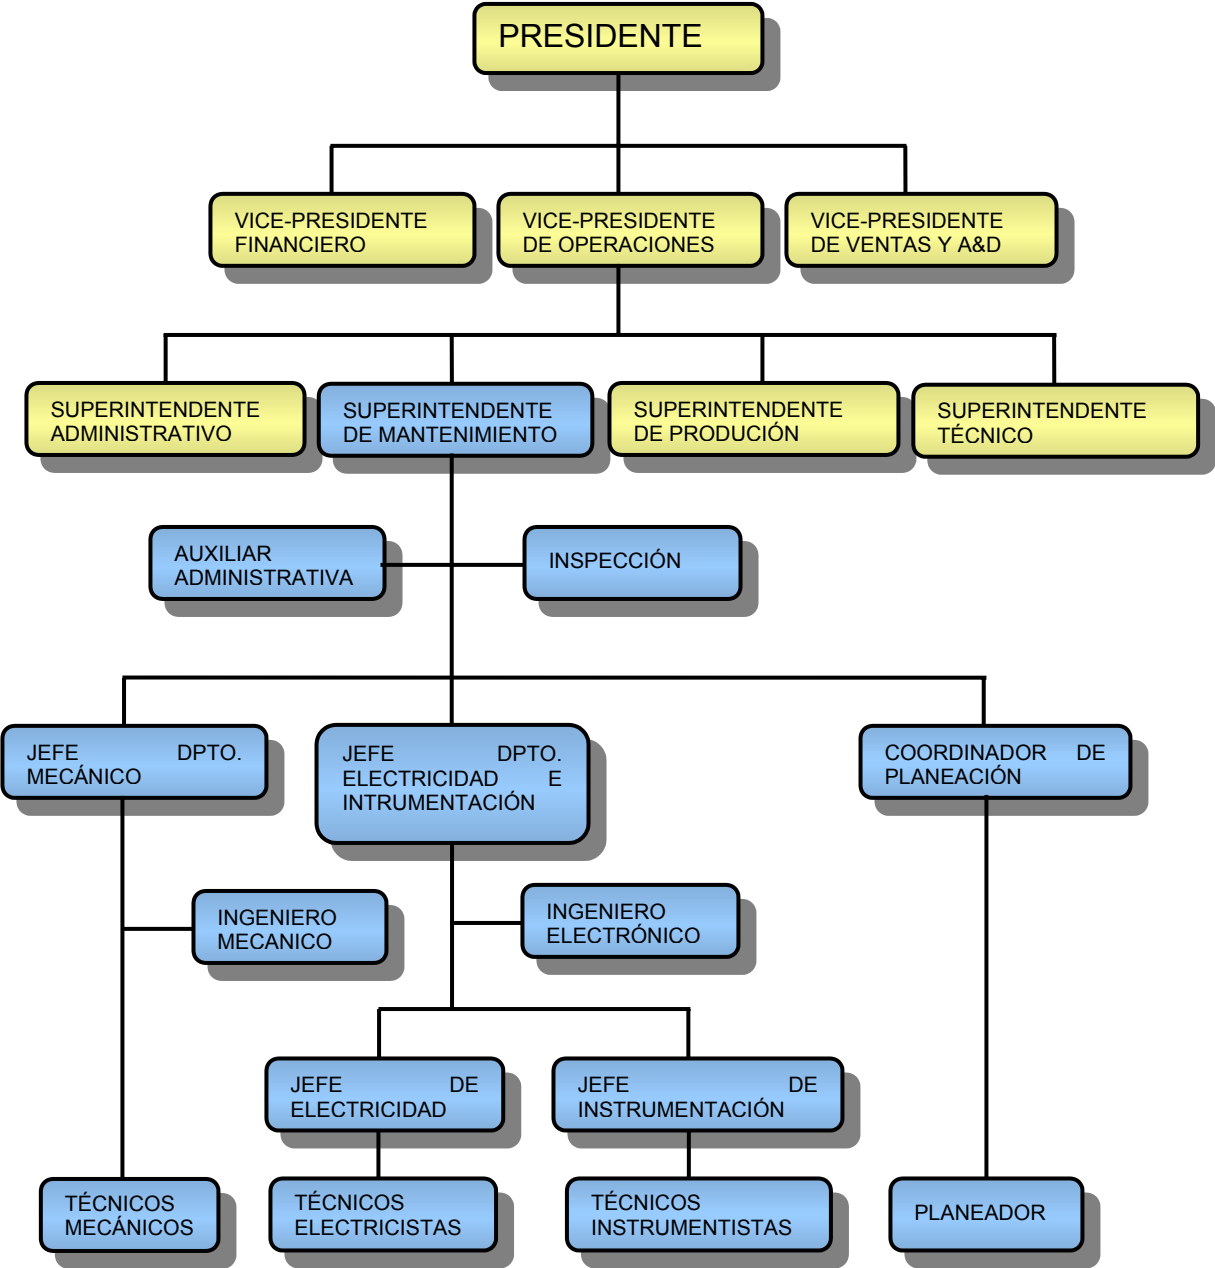 PRESIDENTE
VICE-PRESIDENTE
FINANCIERO
VICE-PRESIDENTE
DE OPERACIONES
VICE-PRESIDENTE
DE VENTAS Y A&D
SUPERINTENDENTE
ADMINISTRATIVO
SUPERINTENDENTE
DE MANTENIMIENTO
SUPERINTENDENTE
DE PRODUCIÓN
SUPERINTENDENTE
TÉCNICO
AUXILIAR
ADMINISTRATIVA
INSPECCIÓN
JEFE DPTO.
MECÁNICO
JEFE DPTO.
ELECTRICIDAD E
INTRUMENTACIÓN
COORDINADOR DE
PLANEACIÓN
INGENIERO
MECANICO
INGENIERO
ELECTRÓNICO
JEFE DE
ELECTRICIDAD
JEFE DE
INSTRUMENTACIÓN
TÉCNICOS
MECÁNICOS
TÉCNICOS
ELECTRICISTAS
TÉCNICOS
INSTRUMENTISTAS
PLANEADOR